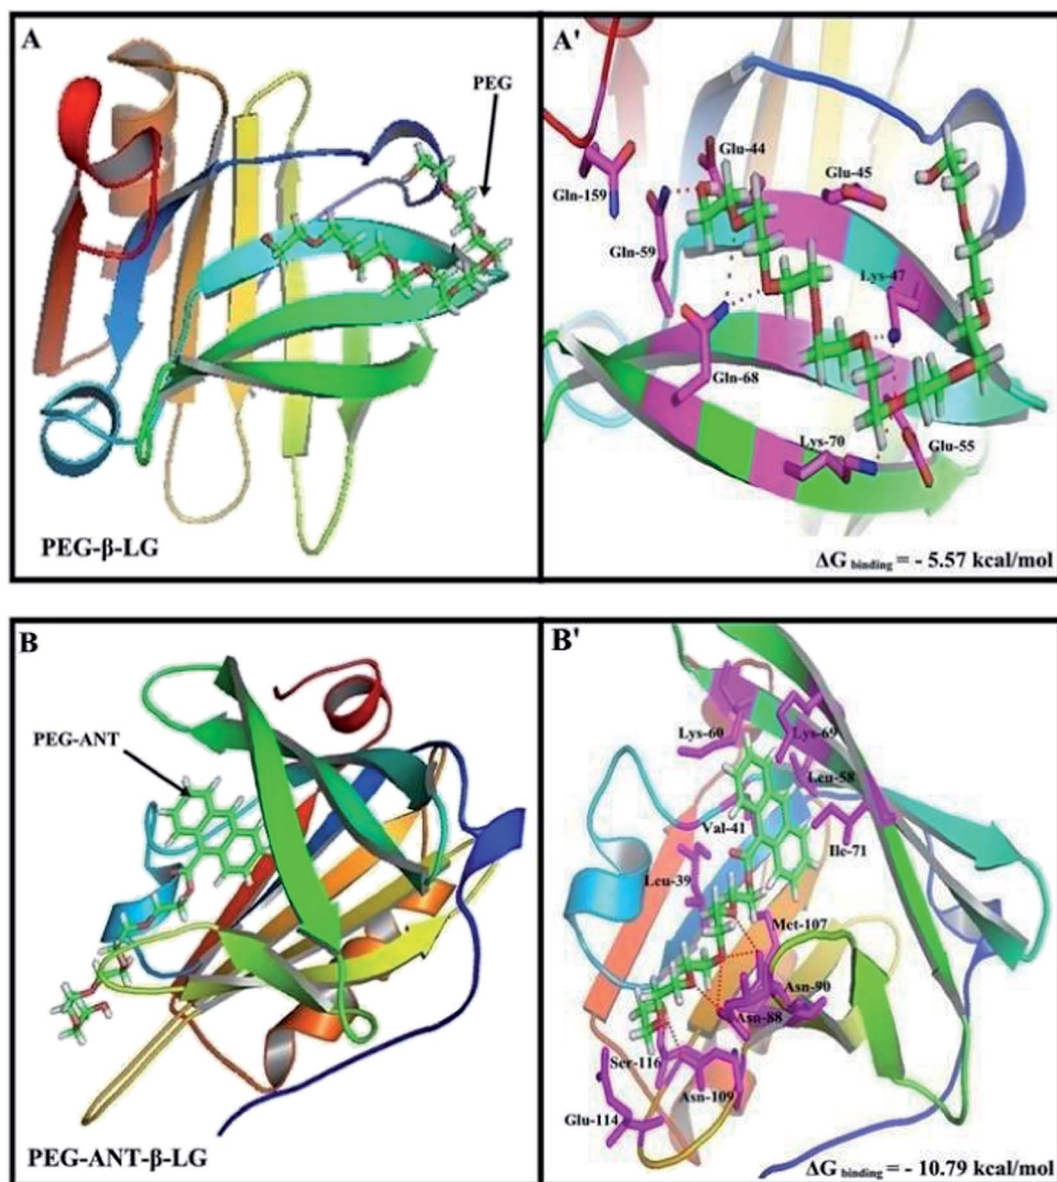 A
PEG
PEG-β-LG
A'
Glu-44
Glu-45
Gln-159
Gln-59
Lys-47
Gln-68
Lys-70
Glu-55
ΔG binding = - 5.57 kcal/mol
B
PEG-ANT
PEG-ANT-β-LG
B'
Lys-60
Lys-69
Leu-58
Val-41
Ile-71
Leu-39
Met-107
Asn-90
Asn-88
Ser-116
Asn-109
Glu-114
ΔG binding = - 10.79 kcal/mol